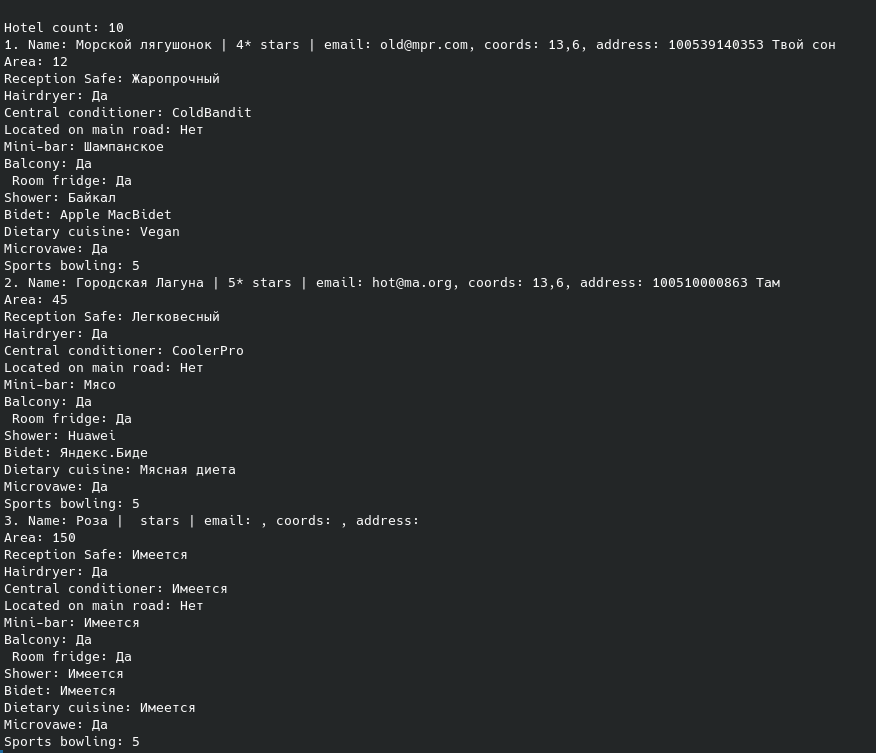 Hotel count: 10
1. Name: Морской лягушонок | 4* stars | email: old@mpr.com, coords: 13,6, address: 100539140353 Твой сон
Area: 12
Reception Safe: Жаропрочный
Hairdryer: Да
Central conditioner: ColdBandit
Located on main road: Нет
Mini-bar: Шампанское
Balcony: Да
 Room fridge: Да
Shower: Байкал
Bidet: Apple MacBidet
Dietary cuisine: Vegan
Microvawe: Да
Sports bowling: 5
2. Name: Городская Лагуна | 5* stars | email: hot@ma.org, coords: 13,6, address: 100510000863 Там
Area: 45
Reception Safe: Легковесный
Hairdryer: Да
Central conditioner: CoolerPro
Located on main road: Нет
Mini-bar: Мясо
Balcony: Да
 Room fridge: Да
Shower: Huawei
Bidet: Яндекс.Биде
Dietary cuisine: Мясная диета
Microvawe: Да
Sports bowling: 5
3. Name: Роза |  stars | email: , coords: , address:
Area: 150
Reception Safe: Имеется
Hairdryer: Да
Central conditioner: Имеется
Located on main road: Нет
Mini-bar: Имеется
Balcony: Да
 Room fridge: Да
Shower: Имеется
Bidet: Имеется
Dietary cuisine: Имеется
Microvawe: Да
Sports bowling: 5